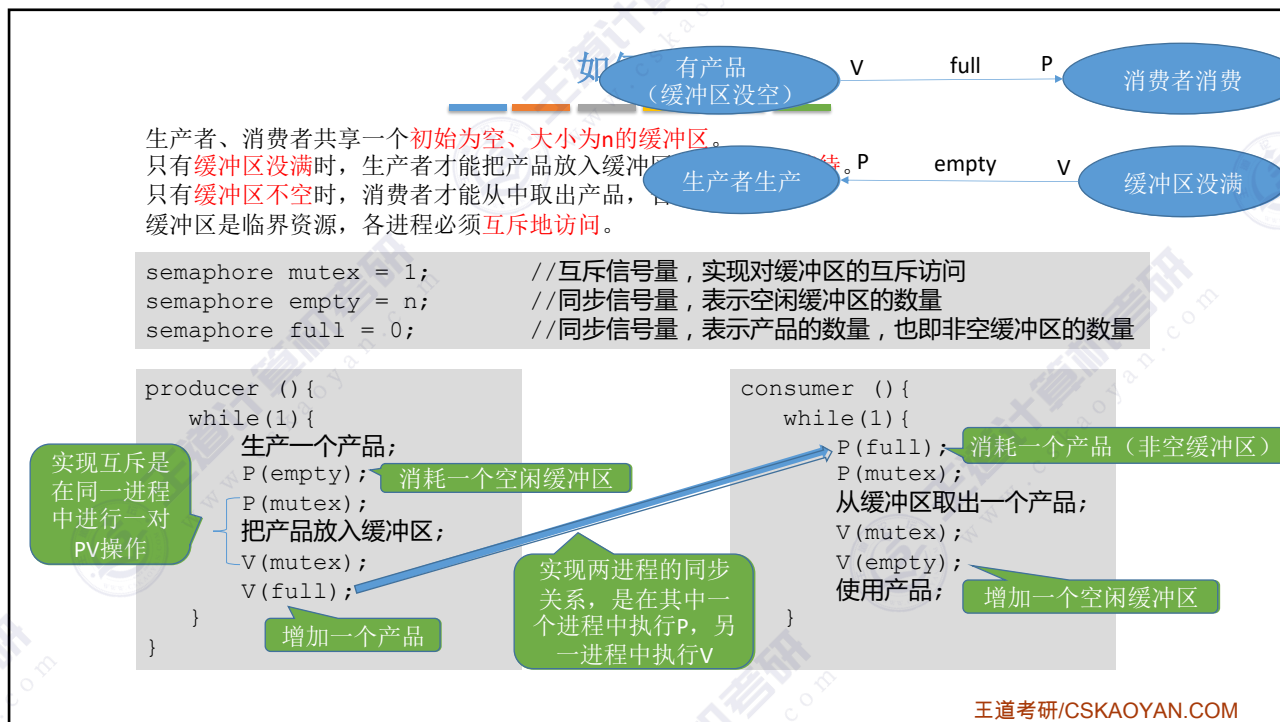 如
有产品
（缓冲区没空）
V
full
P
消费者消费
生产者、消费者共享一个初始为空、大小为n的缓冲区。
只有缓冲区没满时，生产者才能把产品放入缓冲 待。
只有缓冲区不空时，消费者才能从中取出产品，
缓冲区是临界资源，各进程必须互斥地访问。
生产者生产
P
empty
V
缓冲区没满
semaphore mutex = 1; //互斥信号量，实现对缓冲区的互斥访问
semaphore empty = n; //同步信号量，表示空闲缓冲区的数量
semaphore full = 0; //同步信号量，表示产品的数量，也即非空缓冲区的数量
producer (){
while(1){
生产一个产品;
P(empty);
P(mutex);
把产品放入缓冲区;
V(mutex);
V(full);
}
}
实现互斥是
在同一进程
中进行一对
PV操作
消耗一个空闲缓冲区
增加一个产品
实现两进程的同步
关系，是在其中一
个进程中执行P，另
一进程中执行V
consumer (){
while(1){
P(full);
P(mutex);
从缓冲区取出一个产品;
V(mutex);
V(empty);
使用产品;
}
}
消耗一个产品（非空缓冲区）
增加一个空闲缓冲区
王道考研/CSKAOYAN.COM